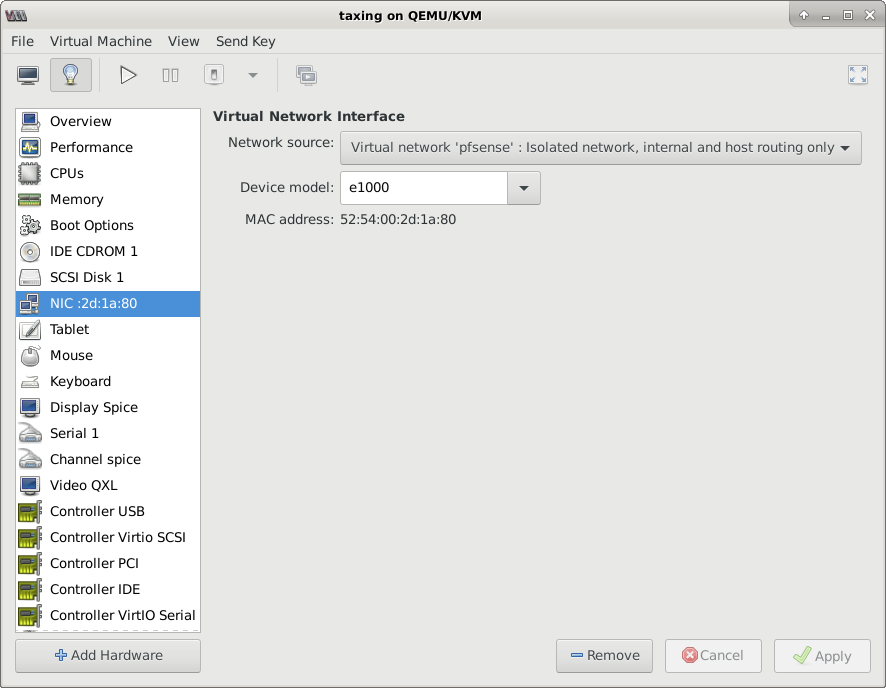 taxing on QEMU/KVM
File Virtual Machine View Send Key
Overview
Performance
CPUs
Memory
Boot Options
IDE CDROM 1
SCSI Disk 1
NIC :2d:1a:80
Tablet
Mouse
Keyboard
Display Spice
Serial 1
Channel spice
Video QXL
Controller USB
Controller Virtio SCSI
Controller PCI
Controller IDE
Controller VirtIO Serial
Add Hardware
Virtual Network Interface
Network source: Virtual network 'pfsense' : Isolated network, internal and host routing only
Device model: e1000
MAC address: 52:54:00:2d:1a:80
Remove Cancel Apply